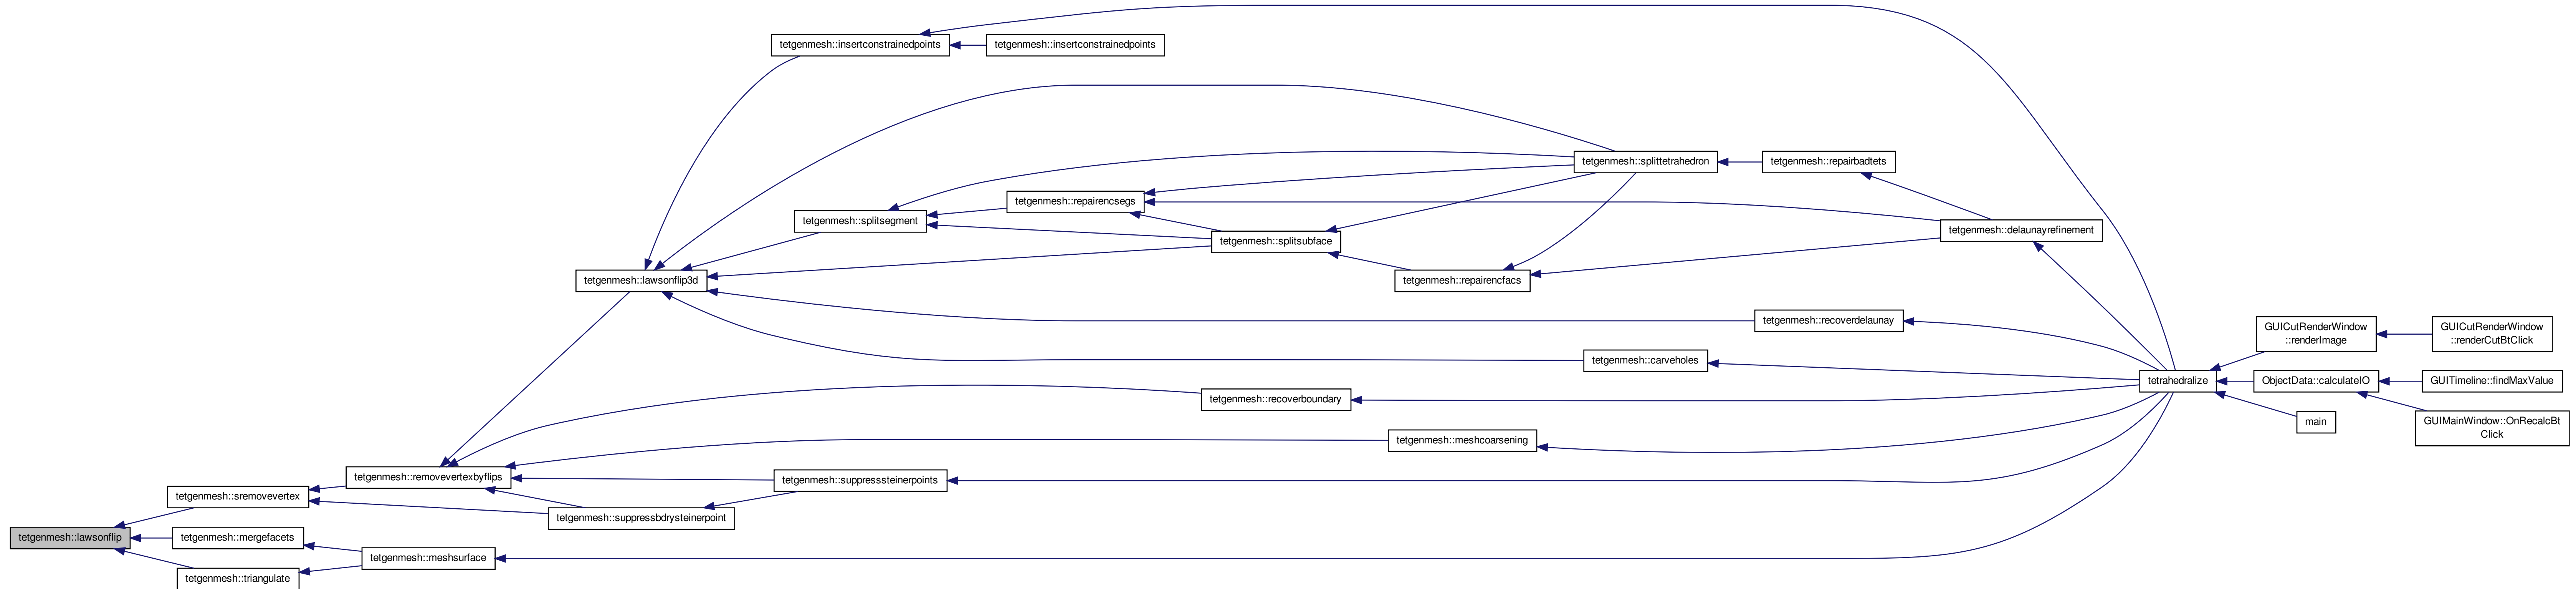 tetgenmesh::insertconstrainedpoints
tetgenmesh::insertconstrainedpoints
tetgenmesh::splittetrahedron
tetgenmesh::repairbadtets
tetgenmesh::repairencsegs
tetgenmesh::splitsegment
tetgenmesh::delaunayrefinement
tetgenmesh::splitsubface
tetgenmesh::lawsonflip3d
tetgenmesh::repairencfacs
tetgenmesh::recoverdelaunay
GUICutRenderWindow
::renderImage
GUICutRenderWindow
::renderCutBtClick
tetgenmesh::carveholes
tetrahedralize
ObjectData::calculateIO
GUITimeline::findMaxValue
tetgenmesh::recoverboundary
main
GUIMainWindow::OnRecalcBt
Click
tetgenmesh::meshcoarsening
tetgenmesh::removevertexbyflips
tetgenmesh::suppresssteinerpoints
tetgenmesh::sremovevertex
tetgenmesh::suppressbdrysteinerpoint
tetgenmesh::lawsonflip
tetgenmesh::mergefacets
tetgenmesh::meshsurface
tetgenmesh::triangulate